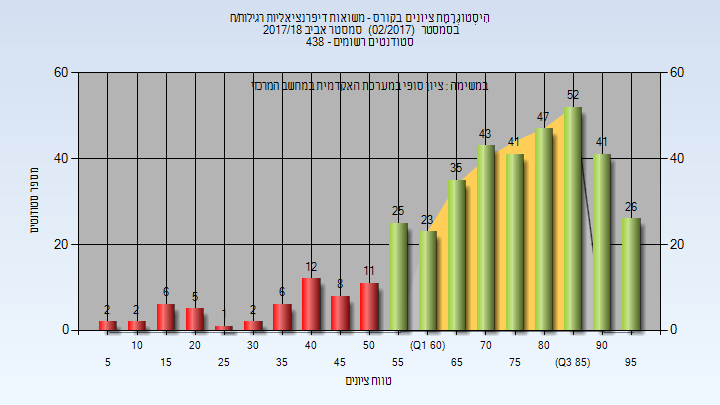 היסטוגרמת ציונים בקורס - משואות דיפרנציאליות רגילות/ח
בסמסטר (02/2017) סמסטר אביב 2017/18
סטודנטים רשומים - 438
במשימה : ציון סופי במערכת האקדמית במחשב המרכזי
60 60
40 40
20 20
0 0
מספר סטודנטים
2 2 6 5 1 2 6 12 8 11 25 23 35 43 41 47 52 41 26
10 20 30 40 50 (Q1 60) 70 80 90
5 15 25 35 45 55 65 75 (Q3 85) 95
טווח ציונים